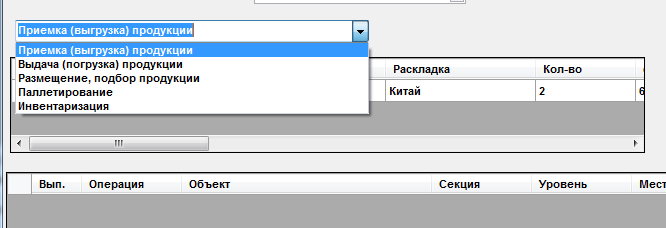 Приемка (выгрузка) продукции
Приемка (выгрузка) продукции
Выдача (погрузка) продукции
Размещение, подбор продукции
Паллетирование
Инвентаризация
Раскладка Кол-во
Китай 2 6
Вып. Операция Объект Секция Уровень Мест